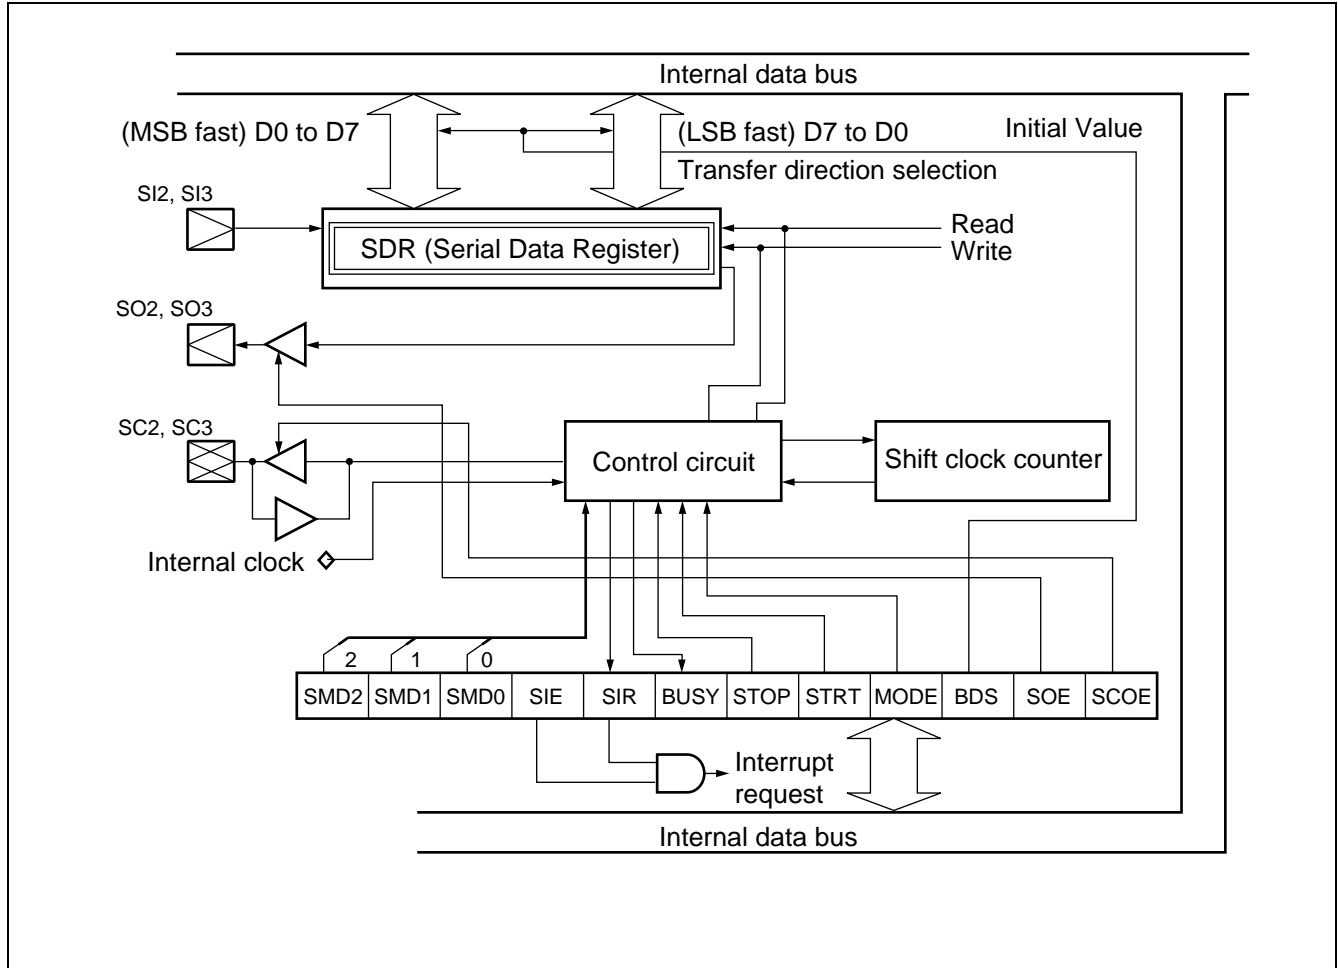 Internal data bus
(MSB fast) D0 to D7
(LSB fast) D7 to D0
Initial Value
Transfer direction selection
SI2, SI3
SDR (Serial Data Register)
Read
Write
SO2, SO3
SC2, SC3
Control circuit
Shift clock counter
Internal clock
2 1 0
SMD2 SMD1 SMD0 SIE SIR BUSY STOP STRT MODE BDS SOE SCOE
Interrupt
request
Internal data bus